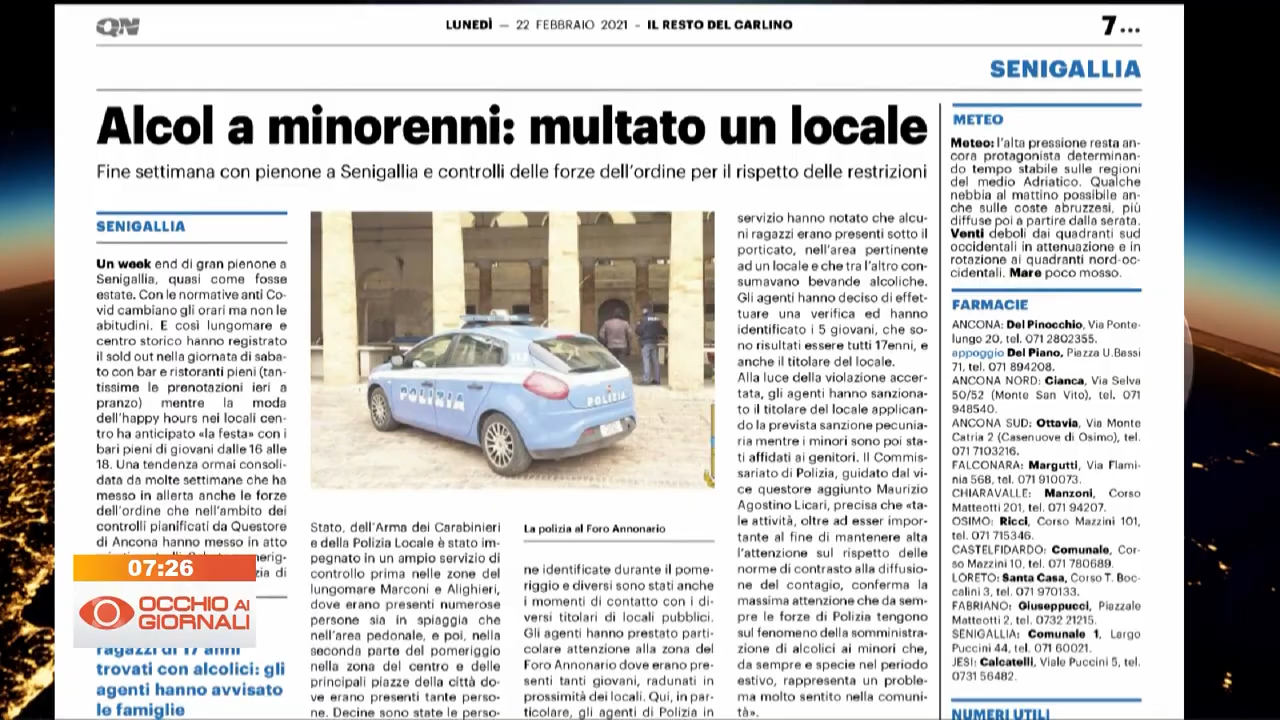 QN
LUNEDÌ — 22 FEBBRAIO 2021 - IL RESTO DEL CARLINO
7...
SENIGALLIA
Alcol a minorenni: multato un locale
Fine settimana con pienone a Senigallia e controlli delle forze dell'ordine per il rispetto delle restrizioni
SENIGALLIA
Un week end di gran pienone a
Senigallia, quasi come fosse
estate. Con le normative anti Co-
vid cambiano gli orari ma non le
abitudini. E così lungomare e
centro storico hanno registrato
il sold out nella giornata di saba-
to con bar e ristoranti pieni (tan-
tissime le prenotazioni ieri a
pranzo) mentre la moda
dell'happy hours nei locali cen-
tro ha anticipato «la festa» con i
bari pieni di giovani dalle 16 alle
18. Una tendenza ormai consoli-
data da molte settimane che ha
messo in allerta anche le forze
dell'ordine che nell'ambito dei
controlli pianificati da Questore
di Ancona hanno messo in atto
07:26
OCCHIO AI
GIORNALI
ragazzi di 17 anni
trovati con alcolici: gli
agenti hanno avvisato
le famiglie
POLIZIA
POLIZIA
Stato, dell'Arma dei Carabinieri
e della Polizia Locale è stato im-
pegnato in un ampio servizio di
controllo prima nelle zone del
lungomare Marconi e Alighieri,
dove erano presenti numerose
persone sia in spiaggia che
nell'area pedonale, e poi, nella
seconda parte del pomeriggio
nella zona del centro e delle
principali piazze della città do-
ve erano presenti tante perso-
ne. Decine sono state le perso-
La polizia al Foro Annonario
ne identificate durante il pome-
riggio e diversi sono stati anche
i momenti di contatto con i di-
versi titolari di locali pubblici.
Gli agenti hanno prestato parti-
colare attenzione alla zona del
Foro Annonario dove erano pre-
senti tanti giovani, radunati in
prossimità dei locali. Qui, in par-
ticolare, gli agenti di Polizia in
servizio hanno notato che alcu-
ni ragazzi erano presenti sotto il
porticato, nell'area pertinente
ad un locale e che tra l'altro con-
sumavano bevande alcoliche.
Gli agenti hanno deciso di effet-
tuare una verifica ed hanno
identificato i 5 giovani, che so-
no risultati essere tutti 17enni, e
anche il titolare del locale.
Alla luce della violazione accer-
tata, gli agenti hanno sanziona-
to il titolare del locale applican-
do la prevista sanzione pecunia-
ria mentre i minori sono poi sta-
ti affidati ai genitori. Il Commis-
sariato di Polizia, guidato dal vi-
ce questore aggiunto Maurizio
Agostino Licari, precisa che «ta-
le attività, oltre ad esser impor-
tante al fine di mantenere alta
l'attenzione sul rispetto delle
norme di contrasto alla diffusio-
ne del contagio, conferma la
massima attenzione che da sem-
pre le forze di Polizia tengono
sul fenomeno della somministra-
zione di alcolici ai minori che,
da sempre e specie nel periodo
estivo, rappresenta un proble-
ma molto sentito nella comuni-
tà».
METEO
Meteo: l'alta pressione resta an-
cora protagonista determinan-
do tempo stabile sulle regioni
del medio Adriatico. Qualche
nebbia al mattino possibile an-
che sulle coste abruzzesi, più
diffuse poi a partire dalla serata.
Venti deboli dai quadranti sud
occidentali in attenuazione e in
rotazione ai quadranti nord-oc-
cidentali. Mare poco mosso.
FARMACIE
ANCONA: Del Pinocchio, Via Ponte-
lungo 20, tel. 071 2802355.
appoggio Del Piano, Piazza U.Bassi
71, tel. 071 894208.
ANCONA NORD: Cianca, Via Selva
50/52 (Monte San Vito), tel. 071
948540.
ANCONA SUD: Ottavia, Via Monte
Catria 2 (Casenuove di Osimo), tel.
071 7103216.
FALCONARA: Margutti, Via Flami-
nia 568, tel. 071 910073.
CHIARAVALLE: Manzoni, Corso
Matteotti 201, tel. 071 94207.
OSIMO: Ricci, Corso Mazzini 101,
tel. 071 715346.
CASTELFIDARDO: Comunale, Cor-
so Mazzini 10, tel. 071 780689.
LORETO: Santa Casa, Corso T. Boc-
calini 3, tel. 071 970133.
FABRIANO: Giuseppucci, Piazzale
Matteotti 2, tel. 0732 21215.
SENIGALLIA: Comunale 1, Largo
Puccini 44, tel. 071 60021.
JESI: Calcatelli, Viale Puccini 5, tel.
0731 56482.
NUMERI UTILI